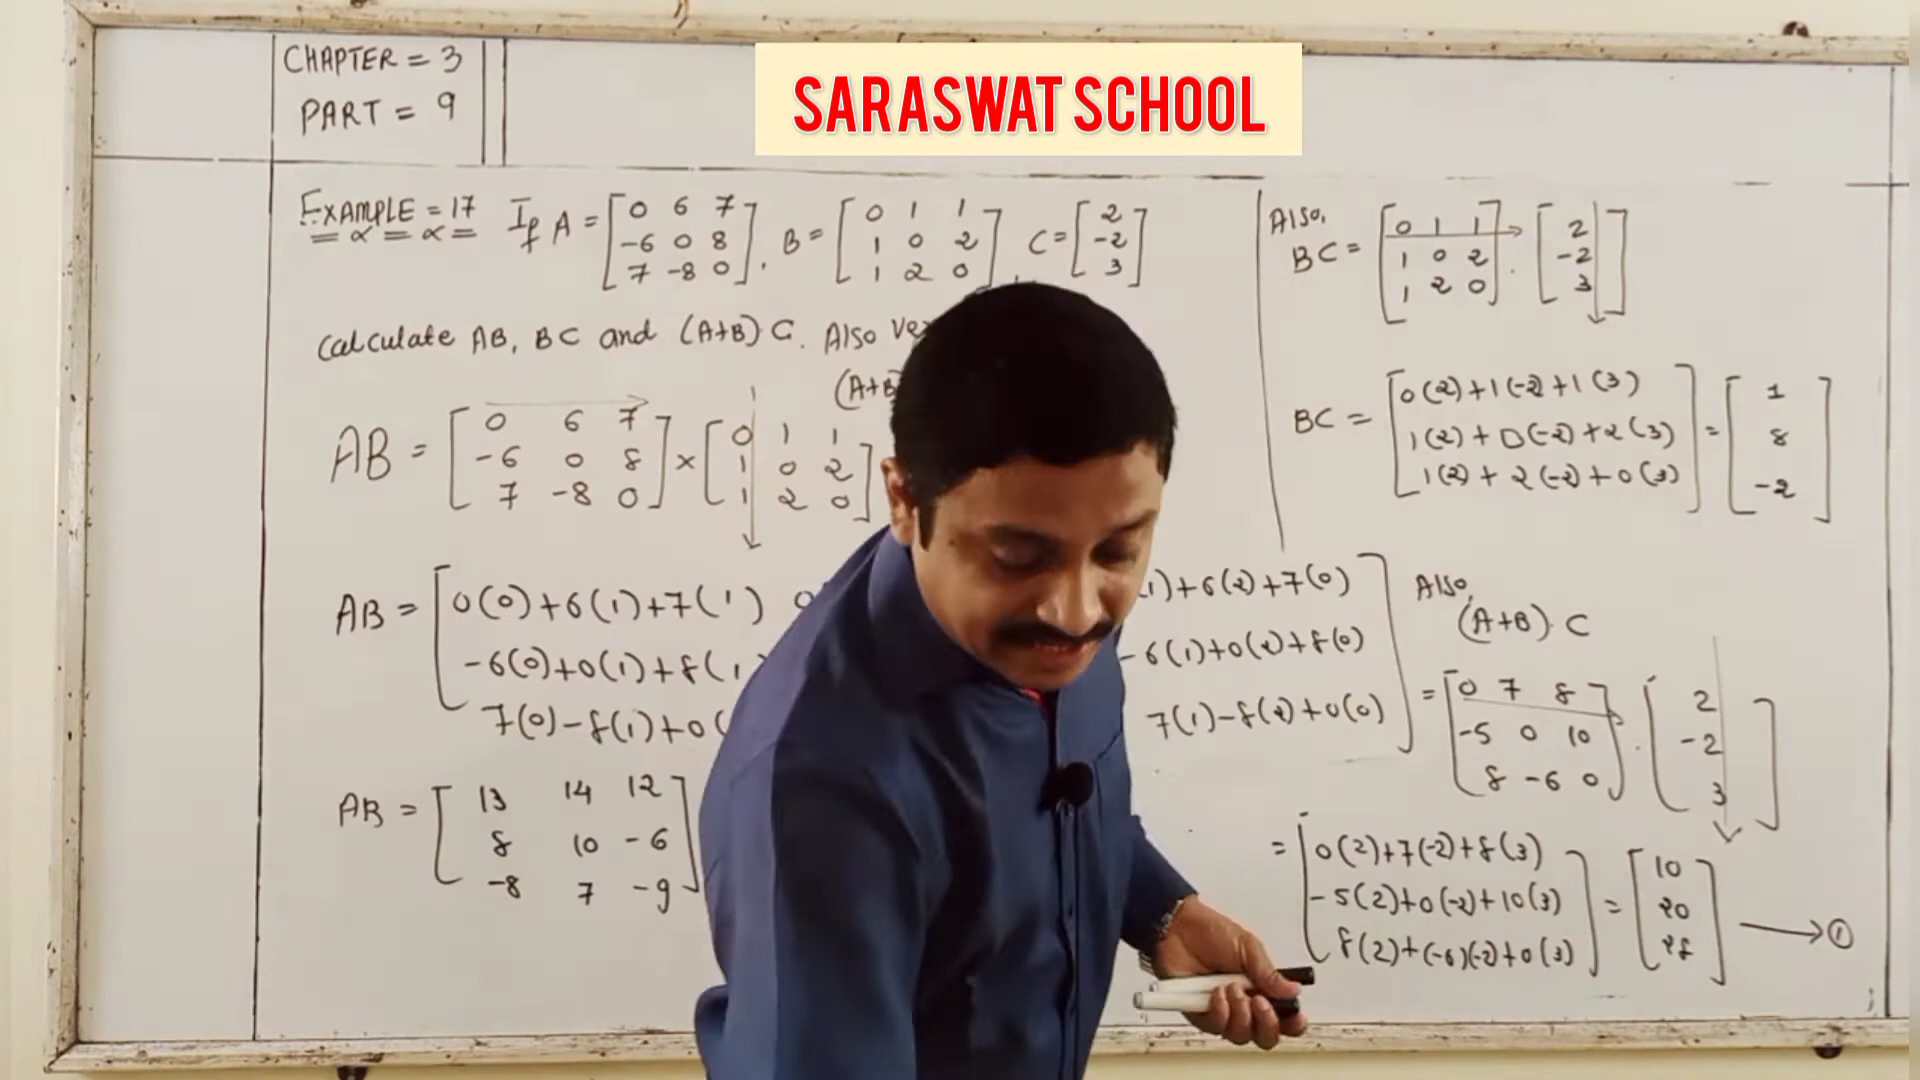 SARASWAT SCHOOL
CHAPTER = 3
PART = 9
EXAMPLE = 17 If A = [0 6 7
-6 0 8
7 -8 0], B = [0 1 1
1 0 2
1 2 0], C = [2
-2
3]
Calculate AB, BC and (A+B) C. Also
(A+B
AB = [0 6 7
-6 0 8
7 -8 0] × [0 1 1
1 0 2
1 2 0]
AB = [0(0)+6(1)+7(1) 1)+6(2)+7(0)
-6(0)+0(1)+8(1 -6(1)+0(2)+8(0)
7(0)-8(1)+0( 7(1)-8(2)+0(0)]
AB = [13 14 12
8 10 -6
-8 7 -9]
Also,
BC = [0 1 1
1 0 2
1 2 0] . [2
-2
3]
BC = [0(2)+1(-2)+1(3)
1(2)+0(-2)+2(3)
1(2)+2(-2)+0(3)] = [1
8
-2]
Also,
(A+B). C
= [0 7 8
-5 0 10
8 -6 0] . [2
-2
3]
= [0(2)+7(-2)+8(3)
-5(2)+0(-2)+10(3)
8(2)+(-6)(-2)+0(3)] = [10
20
28] → ①